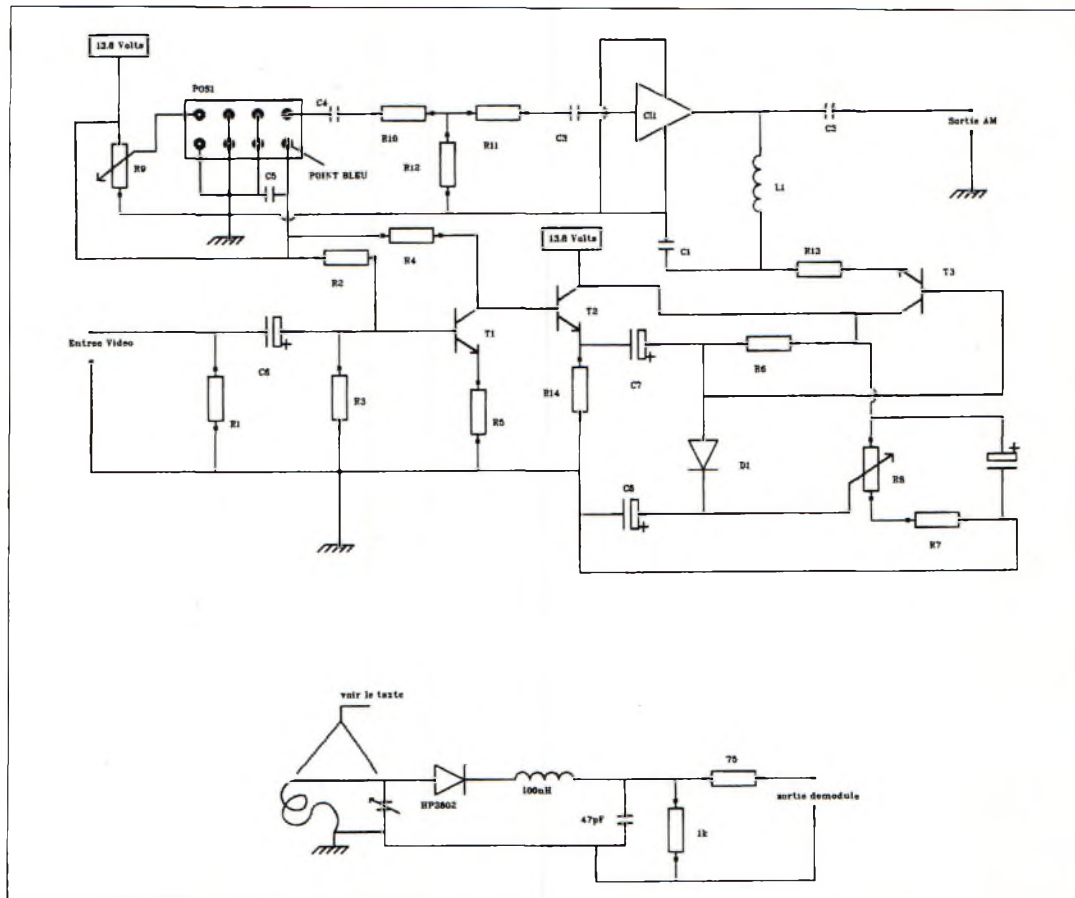 13.8 Volts
POS1
C4
R10
R11
C3
CI1
C2
Sortie AM
R9
R12
POINT BLEU
C5
L1
13.8 Volts
R4
C1
R13
T3
R2
T1
T2
Entree Video
C6
R14
C7
R6
R1
R3
R5
D1
R8
C8
R7
voir le texte
75
HP2802
100nH
sortie demodule
47pF
1k